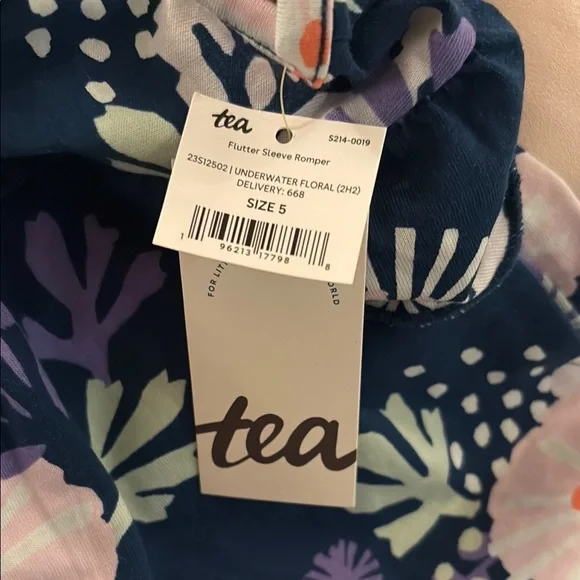 tea
S214-0019
Flutter Sleeve Romper
23S12502 | UNDERWATER FLORAL (2H2)
DELIVERY: 668
SIZE 5
1 96213 17798 8
FOR LIT
ORLD
tea